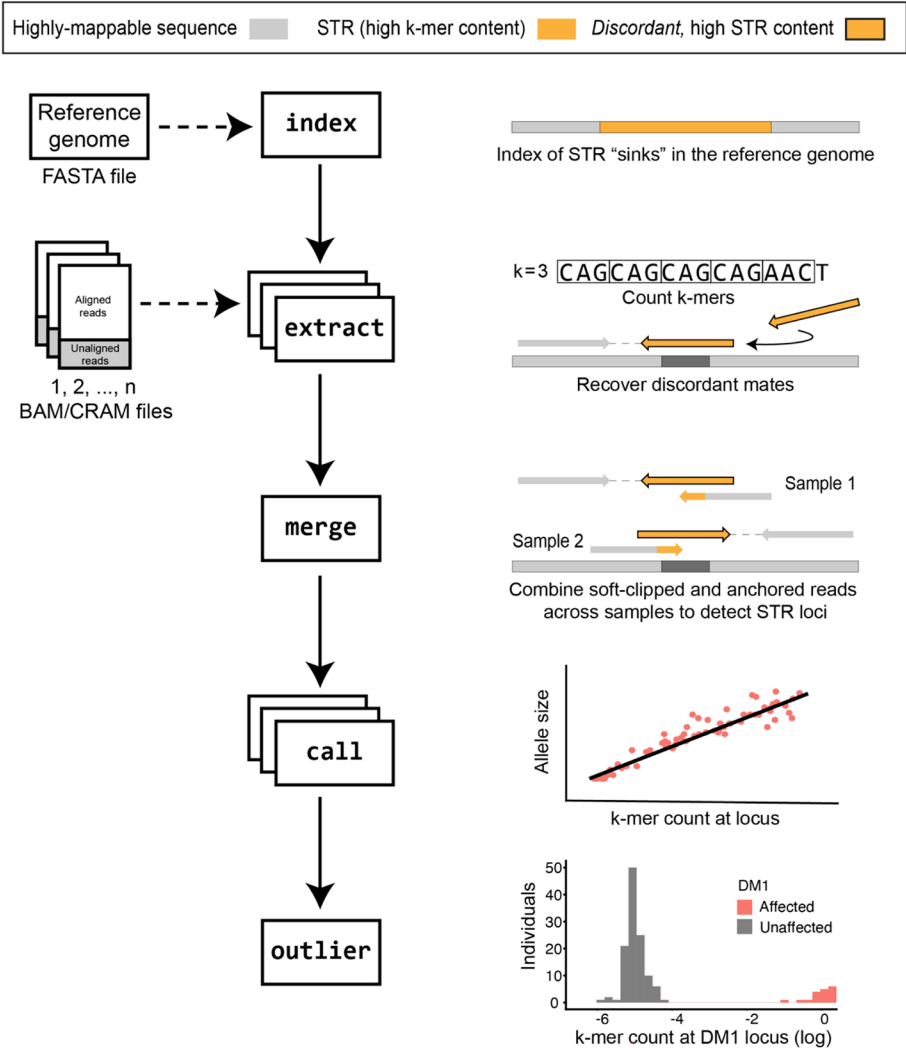 Highly-mappable sequence
STR (high k-mer content)
Discordant, high STR content
Reference
genome
FASTA file
index
Index of STR “sinks” in the reference genome
Aligned
reads
Unaligned
reads
1, 2, ..., n
BAM/CRAM files
extract
k=3 CAGCAGCAGCAGAACT
Count k-mers
Recover discordant mates
merge
Sample 1
Sample 2
Combine soft-clipped and anchored reads
across samples to detect STR loci
call
Allele size
k-mer count at locus
outlier
Individuals
50
40
30
20
10
0
DM1
Affected
Unaffected
-6 -4 -2 0
k-mer count at DM1 locus (log)